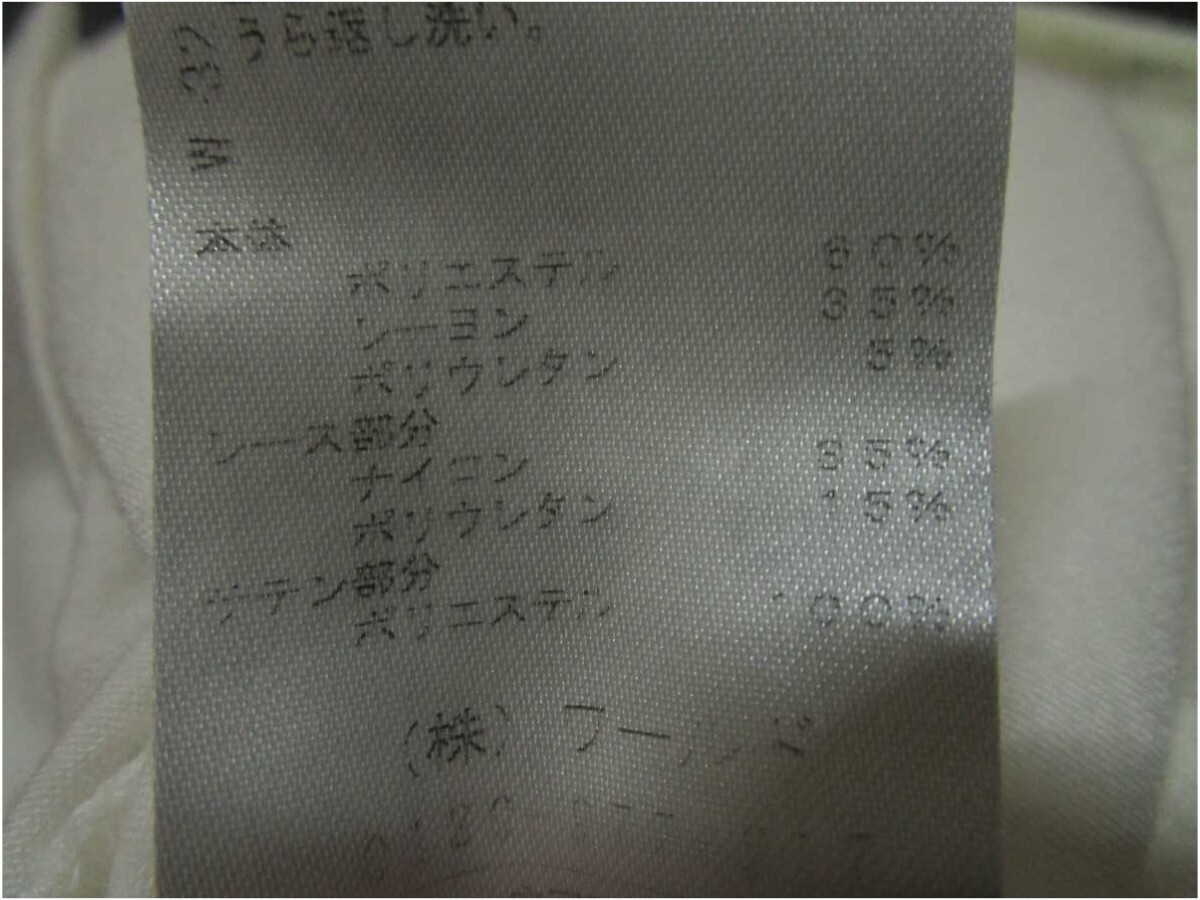 うら返し洗い。
W
本体
ポリエステル 60%
レーヨン 35%
ポリウレタン 5%
レース部分
ナイロン 85%
ポリウレタン 15%
サテン部分
ポリエステル 100%
(株)